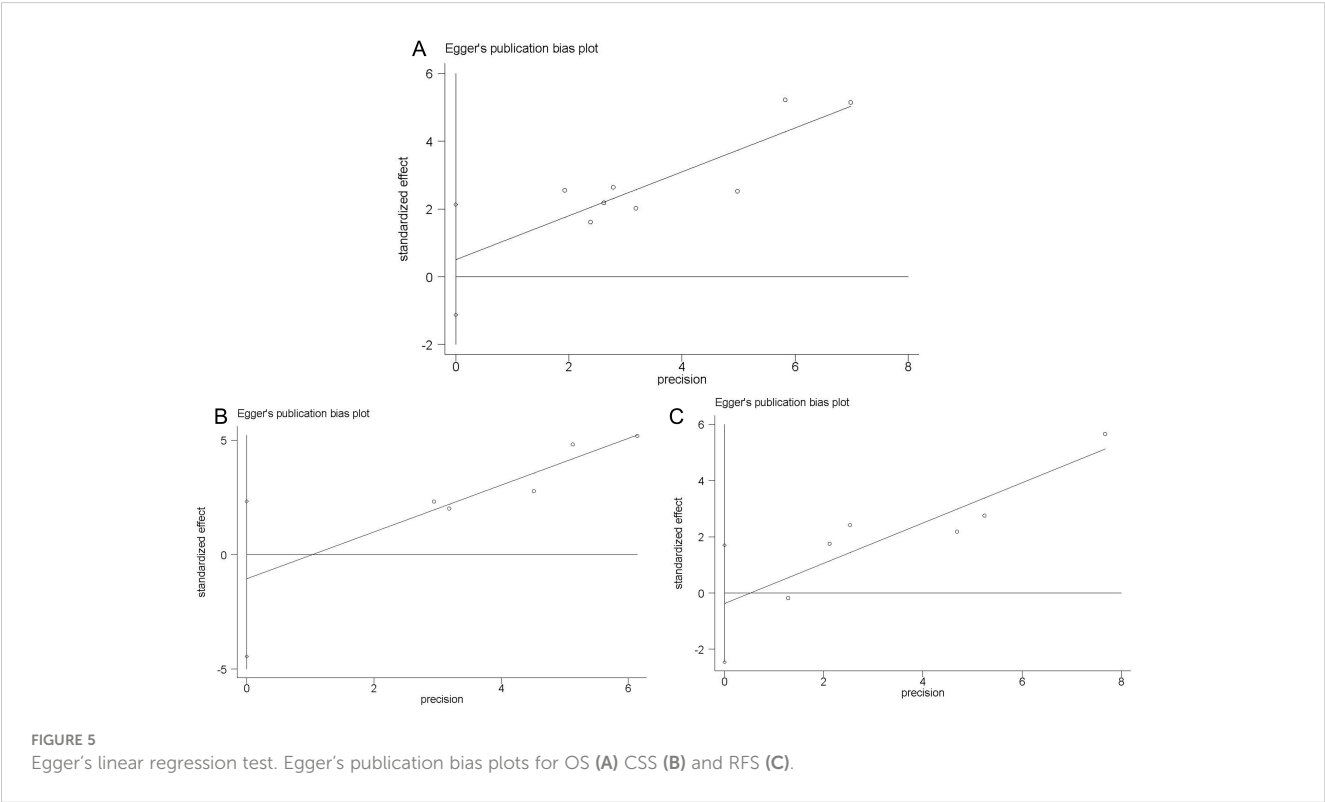 A Egger's publication bias plot
6
4
2
0
-2
standardized effect
0 2 4 6 8
precision
B Egger's publication bias plot
5
0
-5
standardized effect
0 2 4 6
precision
C Egger's publication bias plot
6
4
2
0
-2
standardized effect
0 2 4 6 8
precision
FIGURE 5
Egger’s linear regression test. Egger’s publication bias plots for OS (A) CSS (B) and RFS (C).